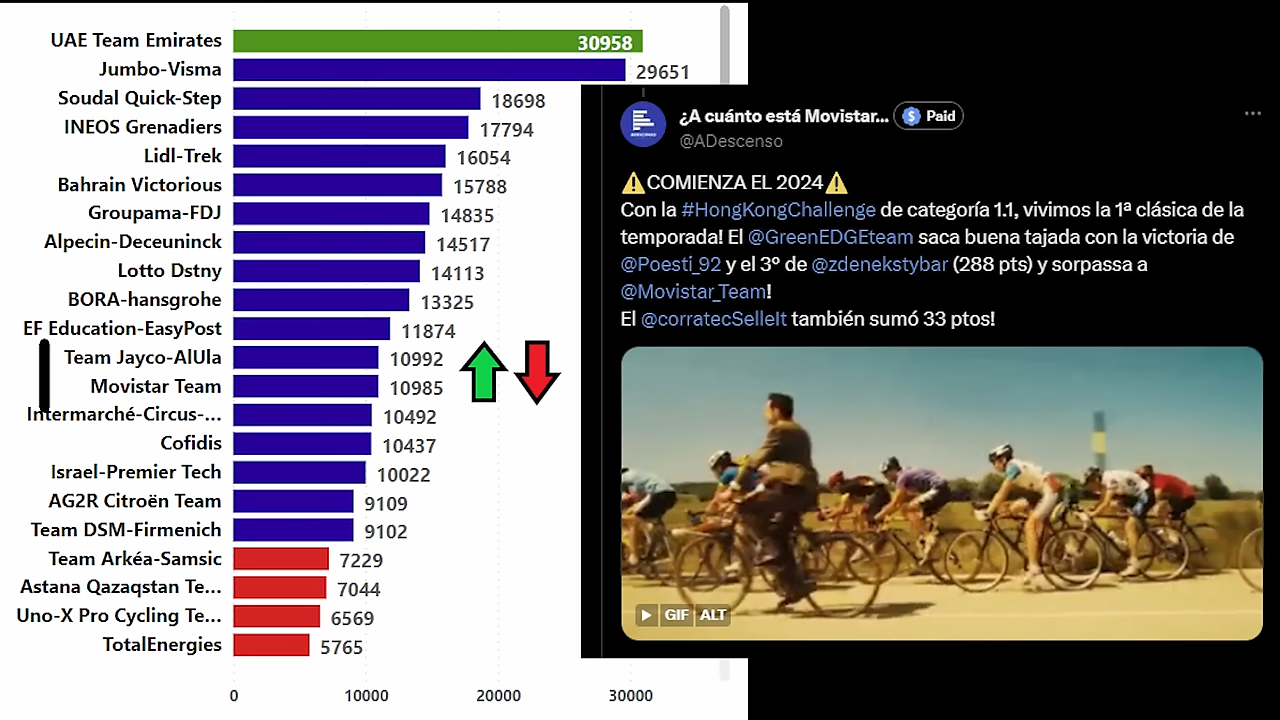 UAE Team Emirates 30958
Jumbo-Visma 29651
Soudal Quick-Step 18698
INEOS Grenadiers 17794
Lidl-Trek 16054
Bahrain Victorious 15788
Groupama-FDJ 14835
Alpecin-Deceuninck 14517
Lotto Dstny 14113
BORA-hansgrohe 13325
EF Education-EasyPost 11874
Team Jayco-AlUla 10992
Movistar Team 10985
Intermarché-Circus-... 10492
Cofidis 10437
Israel-Premier Tech 10022
AG2R Citroën Team 9109
Team DSM-Firmenich 9102
Team Arkéa-Samsic 7229
Astana Qazaqstan Te... 7044
Uno-X Pro Cycling Te... 6569
TotalEnergies 5765
0 10000 20000 30000
¿A cuánto está Movistar... $ Paid
@ADescenso
⚠️COMIENZA EL 2024⚠️
Con la #HongKongChallenge de categoría 1.1, vivimos la 1ª clásica de la
temporada! El @GreenEDGEteam saca buena tajada con la victoria de
@Poesti_92 y el 3º de @zdenekstybar (288 pts) y sorpassa a
@Movistar_Team!
El @corratecSelleIt también sumó 33 ptos!
GIF ALT